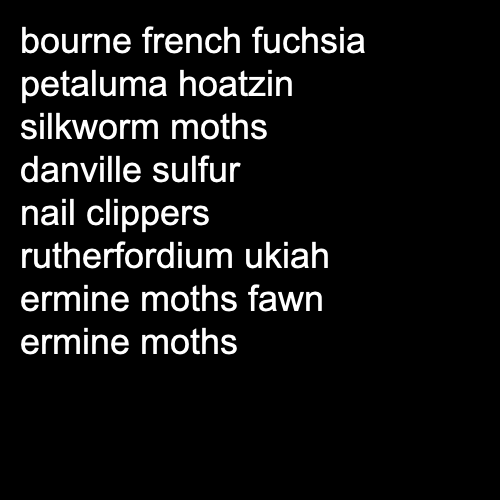 bourne french fuchsia
petaluma hoatzin
silkworm moths
danville sulfur
nail clippers
rutherfordium ukiah
ermine moths fawn
ermine moths